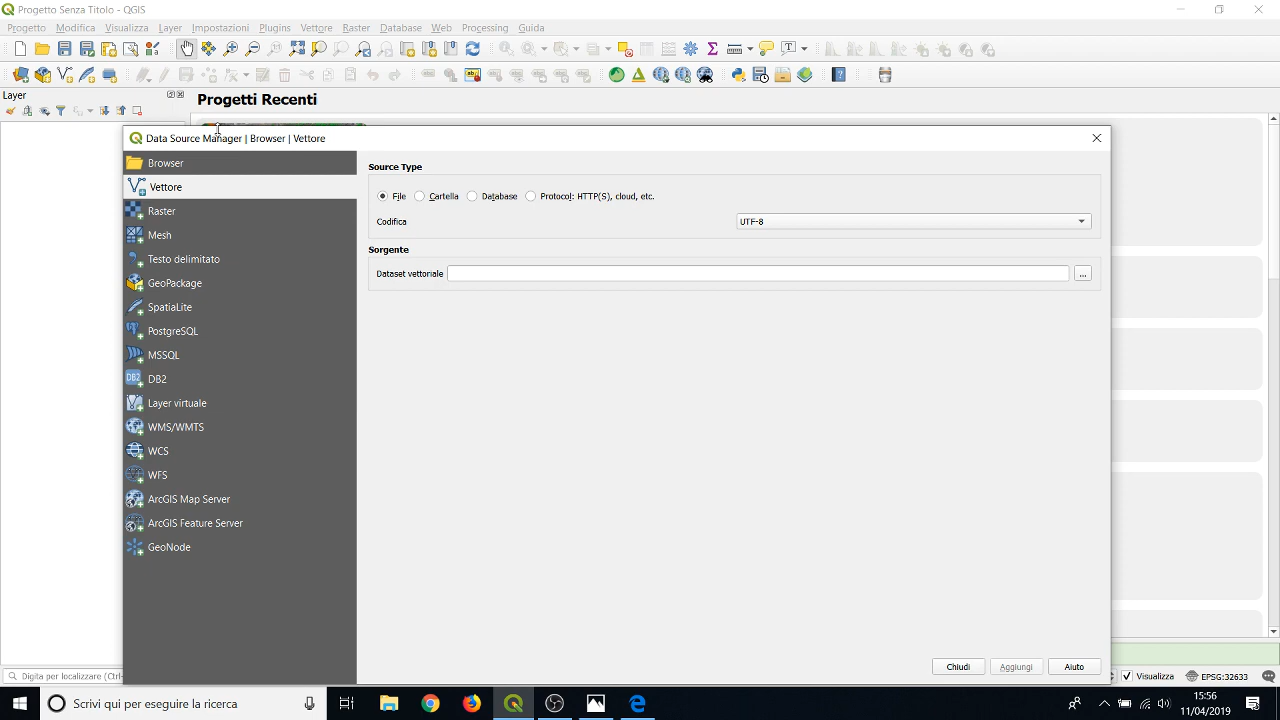 Progetto Senza Titolo - QGIS
Progetto Modifica Visualizza Layer Impostazioni Plugins Vettore Raster Database Web Processing Guida
Layer
Progetti Recenti
Data Source Manager | Browser | Vettore
Browser
Vettore
Raster
Mesh
Testo delimitato
GeoPackage
SpatiaLite
PostgreSQL
MSSQL
DB2
Layer virtuale
WMS/WMTS
WCS
WFS
ArcGIS Map Server
ArcGIS Feature Server
GeoNode
Source Type
File Cartella Database Protocol: HTTP(S), cloud, etc.
Codifica UTF-8
Sorgente
Dataset vettoriale ...
Chiudi Aggiungi Aiuto
Digita per localizzare (Ctrl- Visualizza EPSG:32633
Scrivi qui per eseguire la ricerca
15:56
11/04/2019